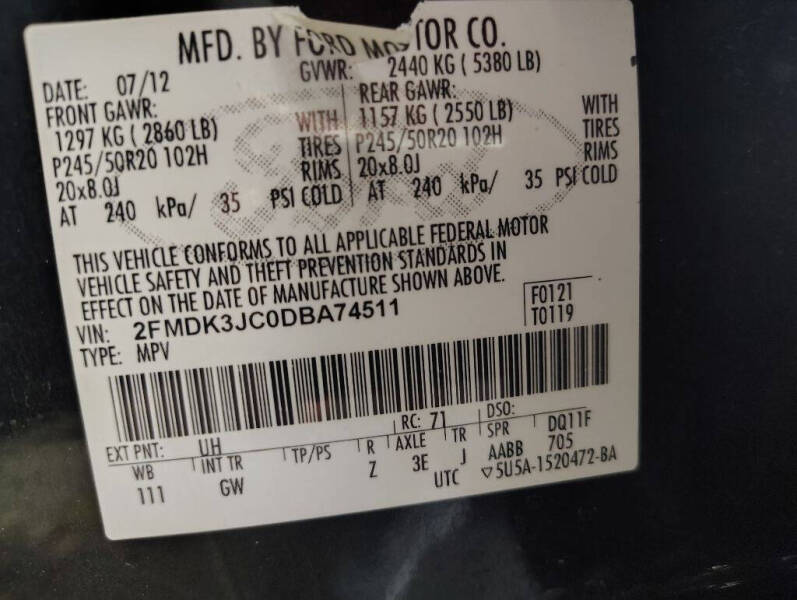 MFD. BY FORD MOTOR CO.
DATE: 07/12 GVWR: 2440 KG ( 5380 LB)
FRONT GAWR: REAR GAWR:
1297 KG ( 2860 LB) WITH 1157 KG ( 2550 LB) WITH
P245/50R20 102H TIRES P245/50R20 102H TIRES
20x8.0J RIMS 20x8.0J RIMS
AT 240 kPa/ 35 PSI COLD AT 240 kPa/ 35 PSI COLD
THIS VEHICLE CONFORMS TO ALL APPLICABLE FEDERAL MOTOR
VEHICLE SAFETY AND THEFT PREVENTION STANDARDS IN
EFFECT ON THE DATE OF MANUFACTURE SHOWN ABOVE.
VIN: 2FMDK3JC0DBA74511 F0121
TYPE: MPV T0119
EXT PNT: UH RC: 71 DSO:
WB INT TR TP/PS R AXLE TR SPR DQ11F
111 GW Z 3E J AABB 705
UTC ▽5U5A-1520472-BA